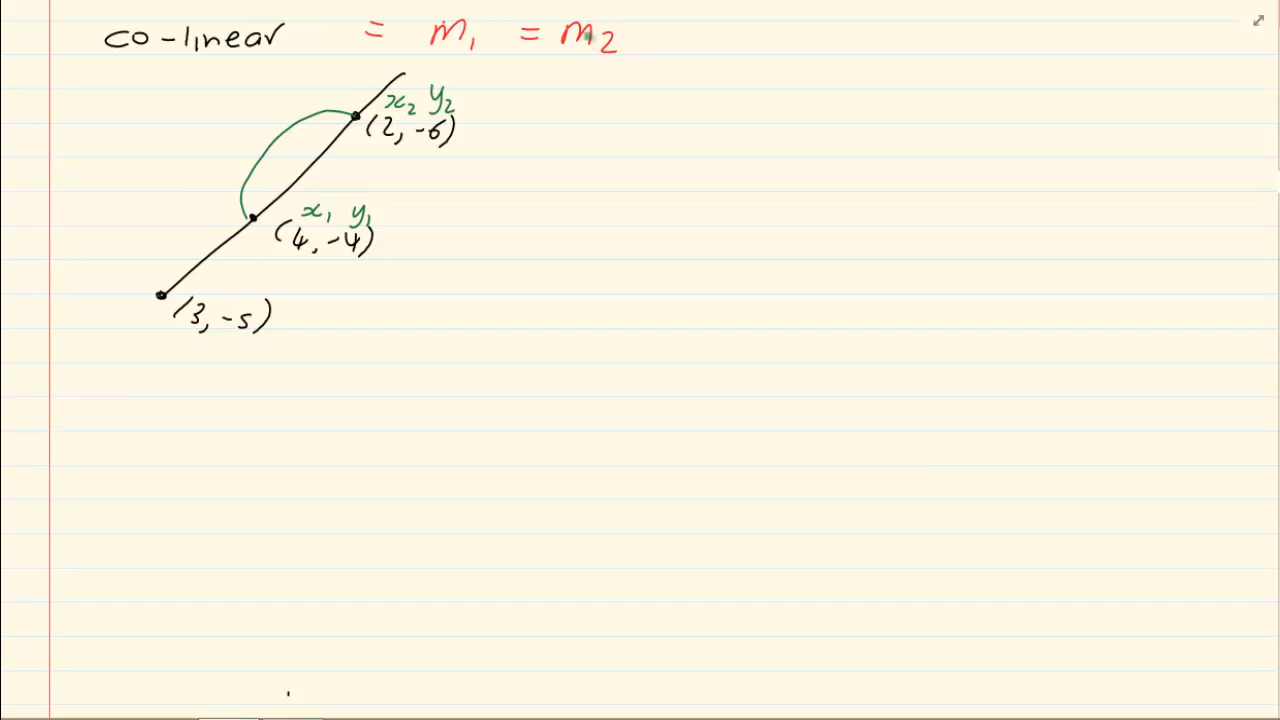 co-linear = m₁ = m₂
x₂ y₂
(2, -6)
x₁ y₁
(4, -4)
(3, -5)